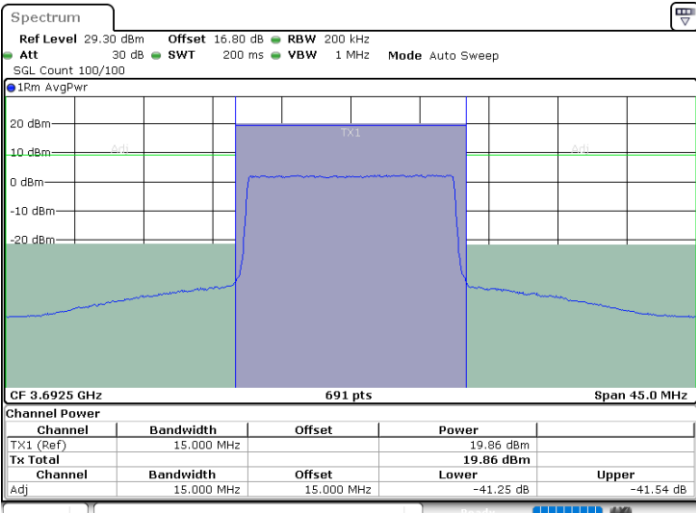 Spectrum
Ref Level 29.30 dBm Offset 16.80 dB RBW 200 kHz
Att 30 dB SWT 200 ms VBW 1 MHz Mode Auto Sweep
SGL Count 100/100
1Rm AvgPwr
20 dBm
TX1
10 dBm
Adj
Adj
0 dBm
-10 dBm
-20 dBm
CF 3.6925 GHz 691 pts Span 45.0 MHz
Channel Power
Channel Bandwidth Offset Power
TX1 (Ref) 15.000 MHz 19.86 dBm
Tx Total 19.86 dBm
Channel Bandwidth Offset Lower Upper
Adj 15.000 MHz 15.000 MHz -41.25 dB -41.54 dB